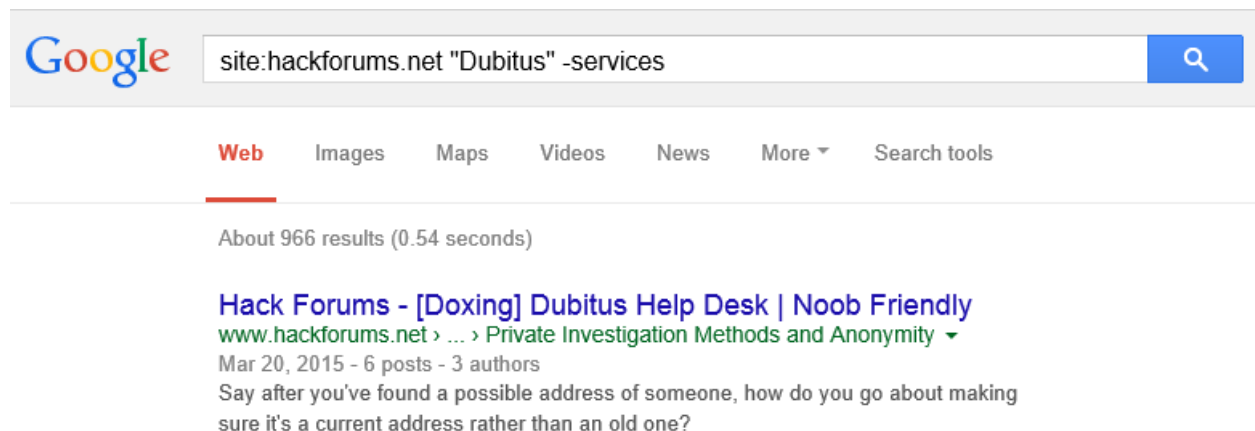 Google site:hackforums.net "Dubitus" -services
Web Images Maps Videos News More Search tools
About 966 results (0.54 seconds)
Hack Forums - [Doxing] Dubitus Help Desk | Noob Friendly
www.hackforums.net › ... › Private Investigation Methods and Anonymity
Mar 20, 2015 - 6 posts - 3 authors
Say after you've found a possible address of someone, how do you go about making
sure it's a current address rather than an old one?